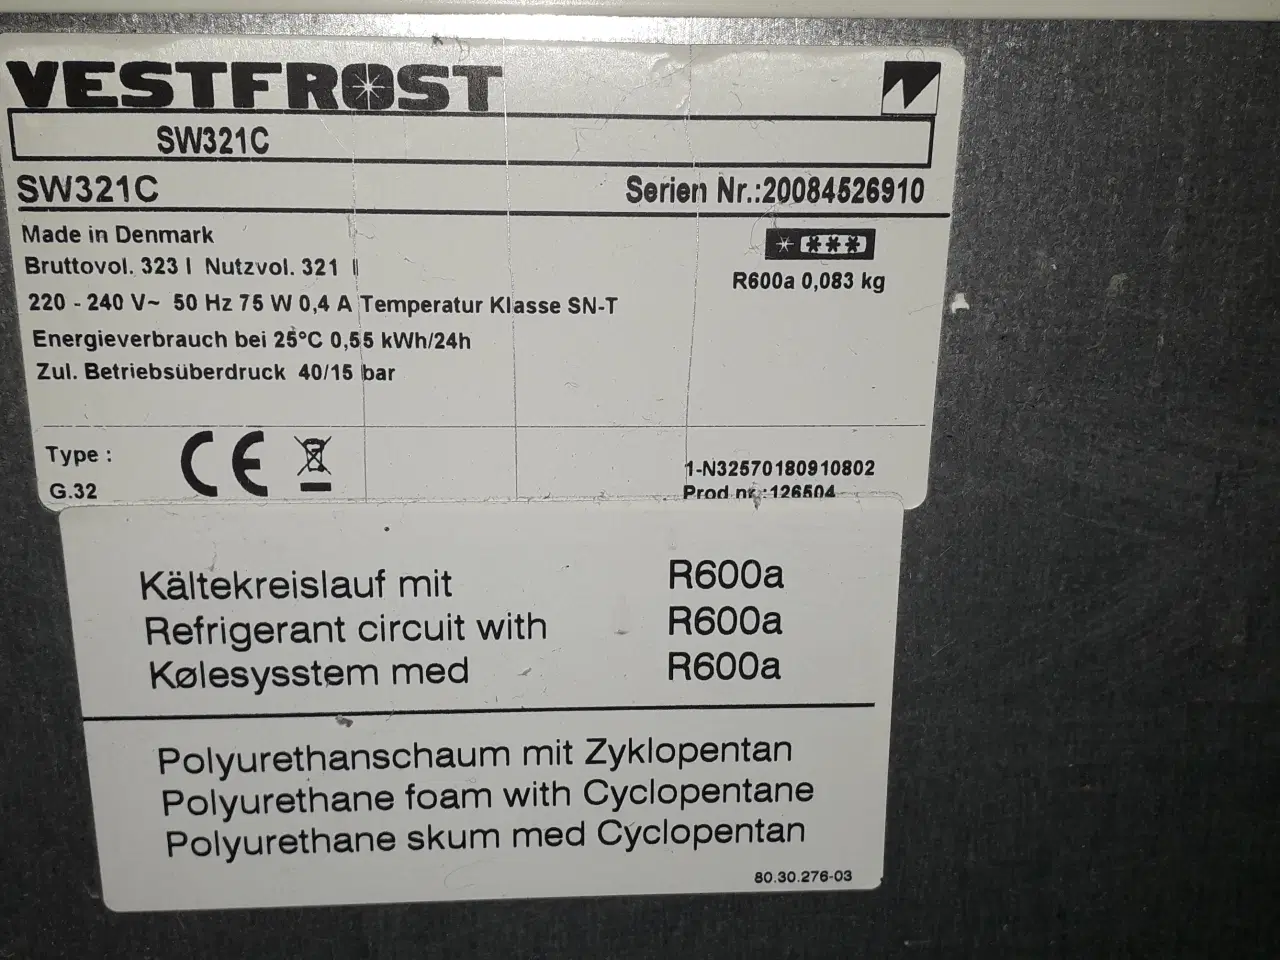 VESTFROST
SW321C
SW321C Serien Nr.:20084526910
Made in Denmark
Bruttovol. 323 l Nutzvol. 321 l
R600a 0,083 kg
220 - 240 V~ 50 Hz 75 W 0,4 A Temperatur Klasse SN-T
Energieverbrauch bei 25°C 0,55 kWh/24h
Zul. Betriebsüberdruck 40/15 bar
Type :
CE
G.32
1-N32570180910802
Prod nr.:126504
Kältekreislauf mit R600a
Refrigerant circuit with R600a
Kølesysstem med R600a
Polyurethanschaum mit Zyklopentan
Polyurethane foam with Cyclopentane
Polyurethane skum med Cyclopentan
80.30.276-03